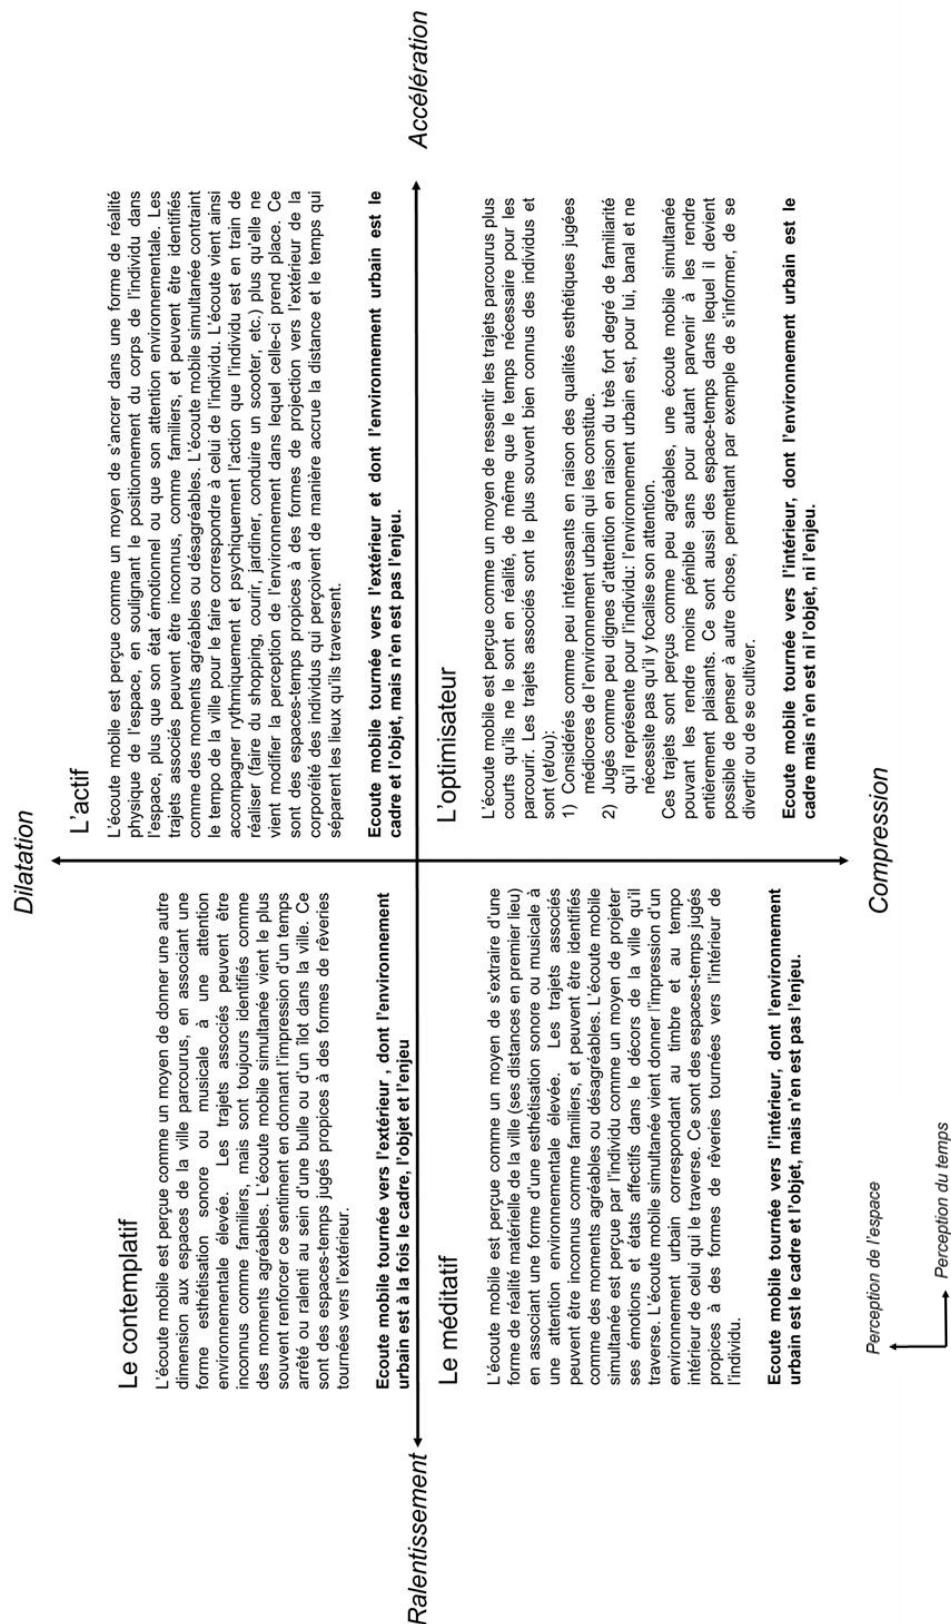 Dilatation
Le contemplatif
L'écoute mobile est perçue comme un moyen de donner une autre
dimension aux espaces de la ville parcourus, en associant une
forme esthétisation sonore ou musicale à une attention
environnementale élevée. Les trajets associés peuvent être
inconnus comme familiers, mais sont toujours identifiés comme
des moments agréables. L'écoute mobile simultanée vient le plus
souvent renforcer ce sentiment en donnant l'impression d'un temps
arrêté ou ralenti au sein d'une bulle ou d'un îlot dans la ville. Ce
sont des espaces-temps jugés propices à des formes de rêveries
tournées vers l'extérieur.
Ecoute mobile tournée vers l'extérieur , dont l'environnement
urbain est à la fois le cadre, l'objet et l'enjeu
L'actif
L'écoute mobile est perçue comme un moyen de s'ancrer dans une forme de réalité
physique de l'espace, en soulignant le positionnement du corps de l'individu dans
l'espace, plus que son état émotionnel ou que son attention environnementale. Les
trajets associés peuvent être inconnus, comme familiers, et peuvent être identifiés
comme des moments agréables ou désagréables. L'écoute mobile simultanée contraint
le tempo de la ville pour le faire correspondre à celui de l'individu. L'écoute vient ainsi
accompagner rythmiquement et psychiquement l'action que l'individu est en train de
réaliser (faire du shopping, courir, jardiner, conduire un scooter, etc.) plus qu'elle ne
vient modifier la perception de l'environnement dans lequel celle-ci prend place. Ce
sont des espaces-temps propices à des formes de projection vers l'extérieur de la
corporéité des individus qui perçoivent de manière accrue la distance et le temps qui
séparent les lieux qu'ils traversent.
Ecoute mobile tournée vers l'extérieur et dont l'environnement urbain est le
cadre et l'objet, mais n'en est pas l'enjeu.
Ralentissement
Accélération
Le méditatif
L'écoute mobile est perçue comme un moyen de s'extraire d'une
forme de réalité matérielle de la ville (ses distances en premier lieu)
en associant une forme d'une esthétisation sonore ou musicale à
une attention environnementale élevée. Les trajets associés
peuvent être inconnus comme familiers, et peuvent être identifiés
comme des moments agréables ou désagréables. L'écoute mobile
simultanée est perçue par l'individu comme un moyen de projeter
ses émotions et états affectifs dans le décors de la ville qu'il
traverse. L'écoute mobile simultanée vient donner l'impression d'un
environnement urbain correspondant au timbre et au tempo
intérieur de celui qui le traverse. Ce sont des espaces-temps jugés
propices à des formes de rêveries tournées vers l'intérieur de
l'individu.
Ecoute mobile tournée vers l'intérieur, dont l'environnement
urbain est le cadre et l'objet, mais n'en est pas l'enjeu.
L'optimisateur
L'écoute mobile est perçue comme un moyen de ressentir les trajets parcourus plus
courts qu'ils ne le sont en réalité, de même que le temps nécessaire pour les
parcourir. Les trajets associés sont le plus souvent bien connus des individus et
sont (et/ou):
1) Considérés comme peu intéressants en raison des qualités esthétiques jugées
médiocres de l'environnement urbain qui les constitue.
2) Jugés comme peu dignes d'attention en raison du très fort degré de familiarité
qu'il représente pour l'individu: l'environnement urbain est, pour lui, banal et ne
nécessite pas qu'il y focalise son attention.
Ces trajets sont perçus comme peu agréables, une écoute mobile simultanée
pouvant les rendre moins pénible sans pour autant parvenir à les rendre
entièrement plaisants. Ce sont aussi des espace-temps dans lequel il devient
possible de penser à autre chose, permettant par exemple de s'informer, de se
divertir ou de se cultiver.
Ecoute mobile tournée vers l'intérieur, dont l'environnement urbain est le
cadre mais n'en est ni l'objet, ni l'enjeu.
Compression
Perception de l'espace
Perception du temps